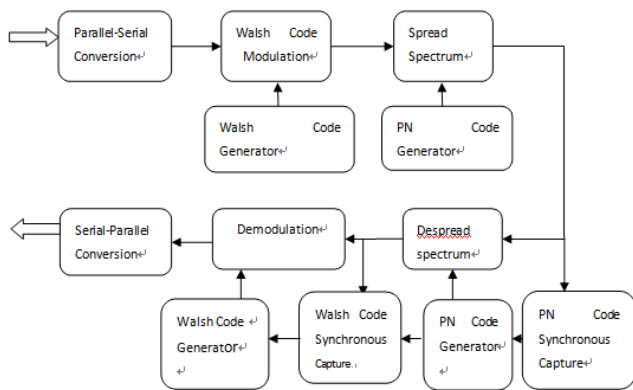 Parallel-Serial
Conversion↵
Walsh Code
Modulation↵
Spread
Spectrum↵
Walsh Code
Generator↵
PN Code
Generator↵
Serial-Parallel
Conversion↵
Demodulation↵
Despread
spectrum↵
Walsh Code ↵
Generator↵
↵
Walsh Code
Synchronous
Capture↵
PN Code
Generator↵
↵
PN Code
Synchronous
Capture↵